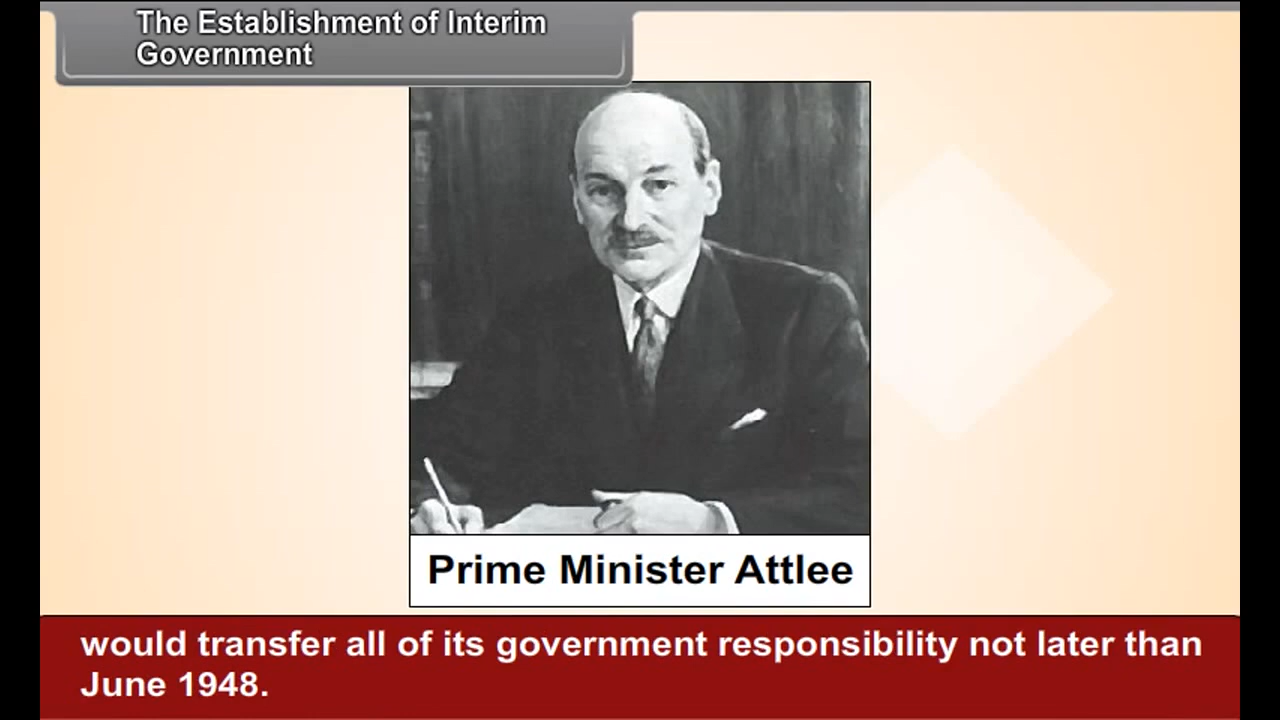 The Establishment of Interim
Government
Prime Minister Attlee
would transfer all of its government responsibility not later than
June 1948.